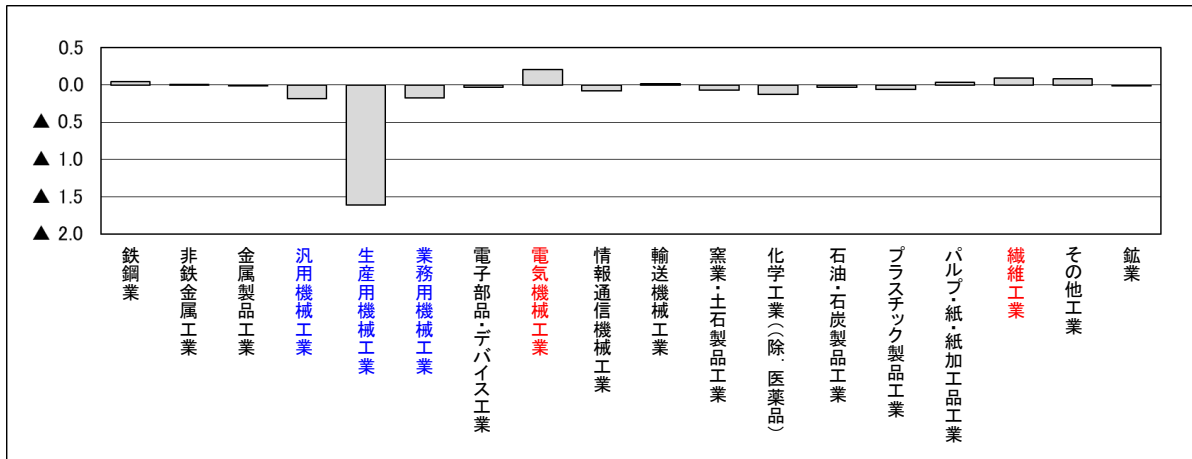 0.5
0.0
▲ 0.5
▲ 1.0
▲ 1.5
▲ 2.0
鉄鋼業
非鉄金属工業
金属製品工業
汎用機械工業
生産用機械工業
業務用機械工業
電子部品・デバイス工業
電気機械工業
情報通信機械工業
輸送機械工業
窯業・土石製品工業
化学工業((除.医薬品)
石油・石炭製品工業
プラスチック製品工業
パルプ・紙・紙加工品工業
繊維工業
その他工業
鉱業